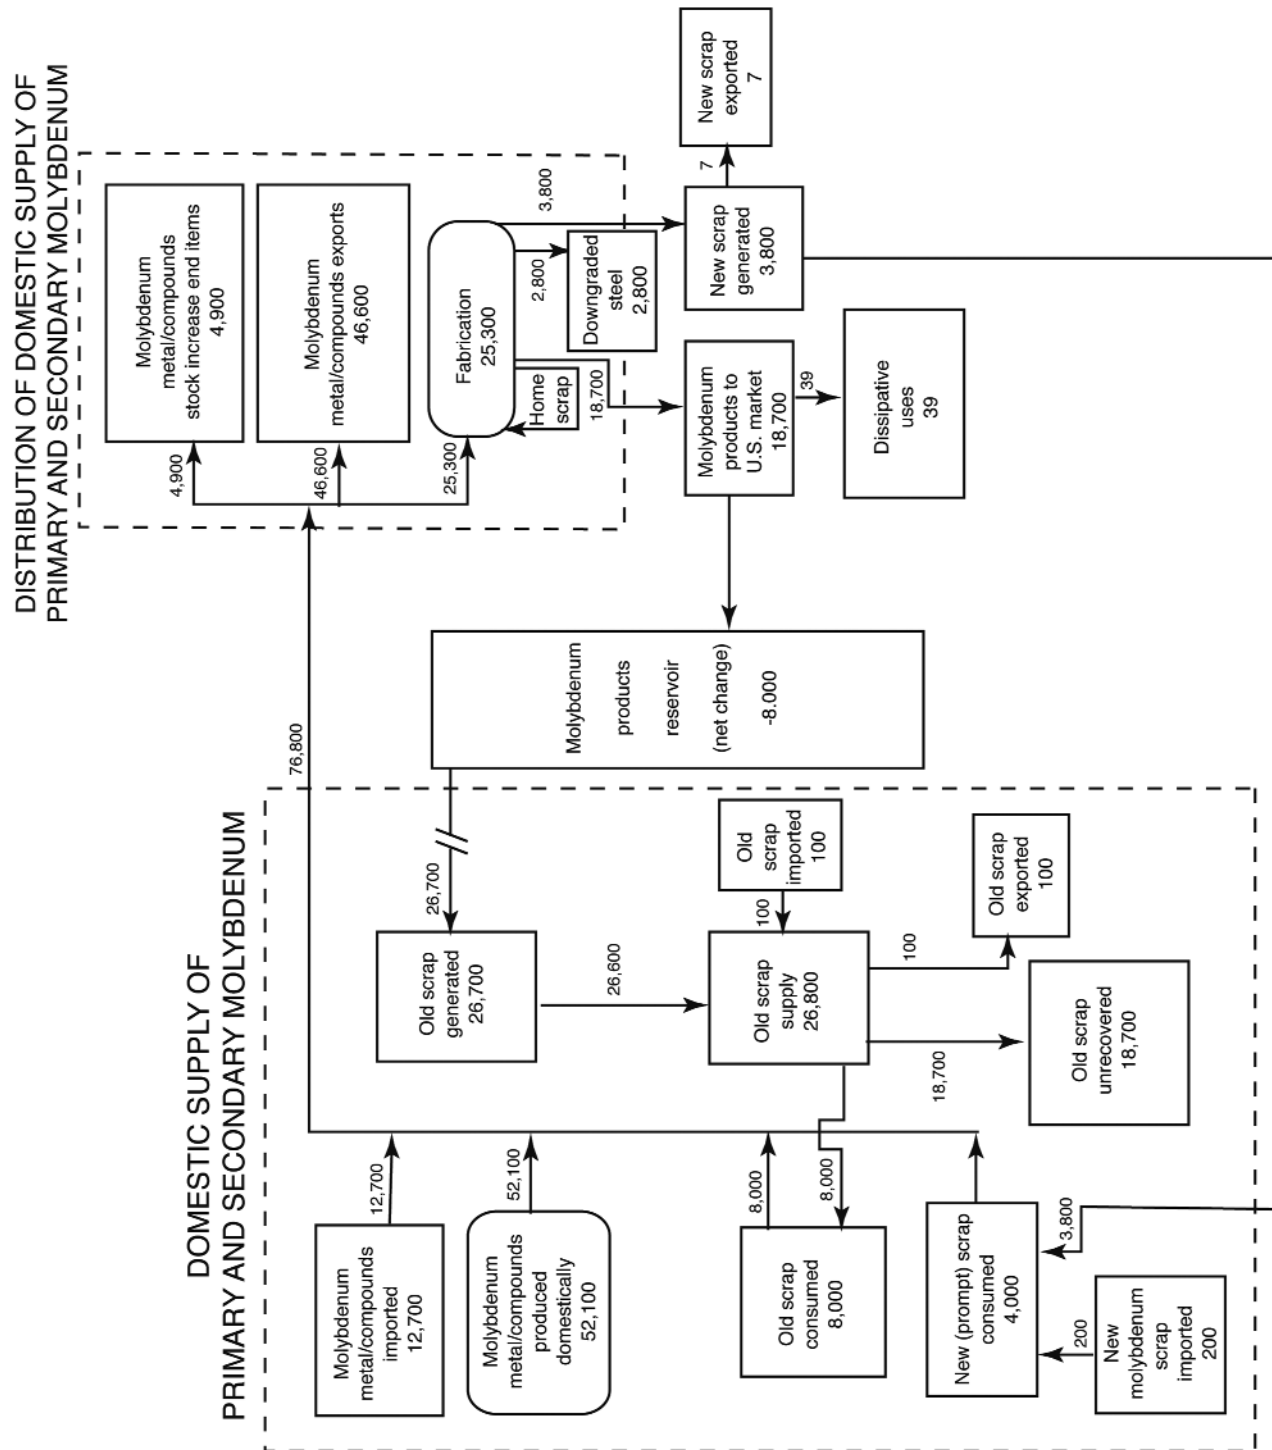 DISTRIBUTION OF DOMESTIC SUPPLY OF
PRIMARY AND SECONDARY MOLYBDENUM
Molybdenum
metal/compounds
stock increase end items
4,900
Molybdenum
metal/compounds exports
46,600
Fabrication
25,300
4,900
46,600
25,300
Home
scrap
18,700
2,800
3,800
Downgraded
steel
2,800
New scrap
generated
3,800
7
New scrap
exported
7
Molybdenum
products to
U.S. market
18,700
39
Dissipative
uses
39
76,800
Molybdenum
products
reservoir
(net change)
-8.000
DOMESTIC SUPPLY OF
PRIMARY AND SECONDARY MOLYBDENUM
26,700
Old scrap
generated
26,700
26,600
Old
scrap
imported
100
100
Old scrap
supply
26,800
100
Old scrap
exported
100
18,700
Old scrap
unrecovered
18,700
Molybdenum
metal/compounds
imported
12,700
12,700
Molybdenum
metal/compounds
produced
domestically
52,100
52,100
Old scrap
consumed
8,000
8,000
8,000
New (prompt) scrap
consumed
4,000
3,800
200
New
molybdenum
scrap
imported
200